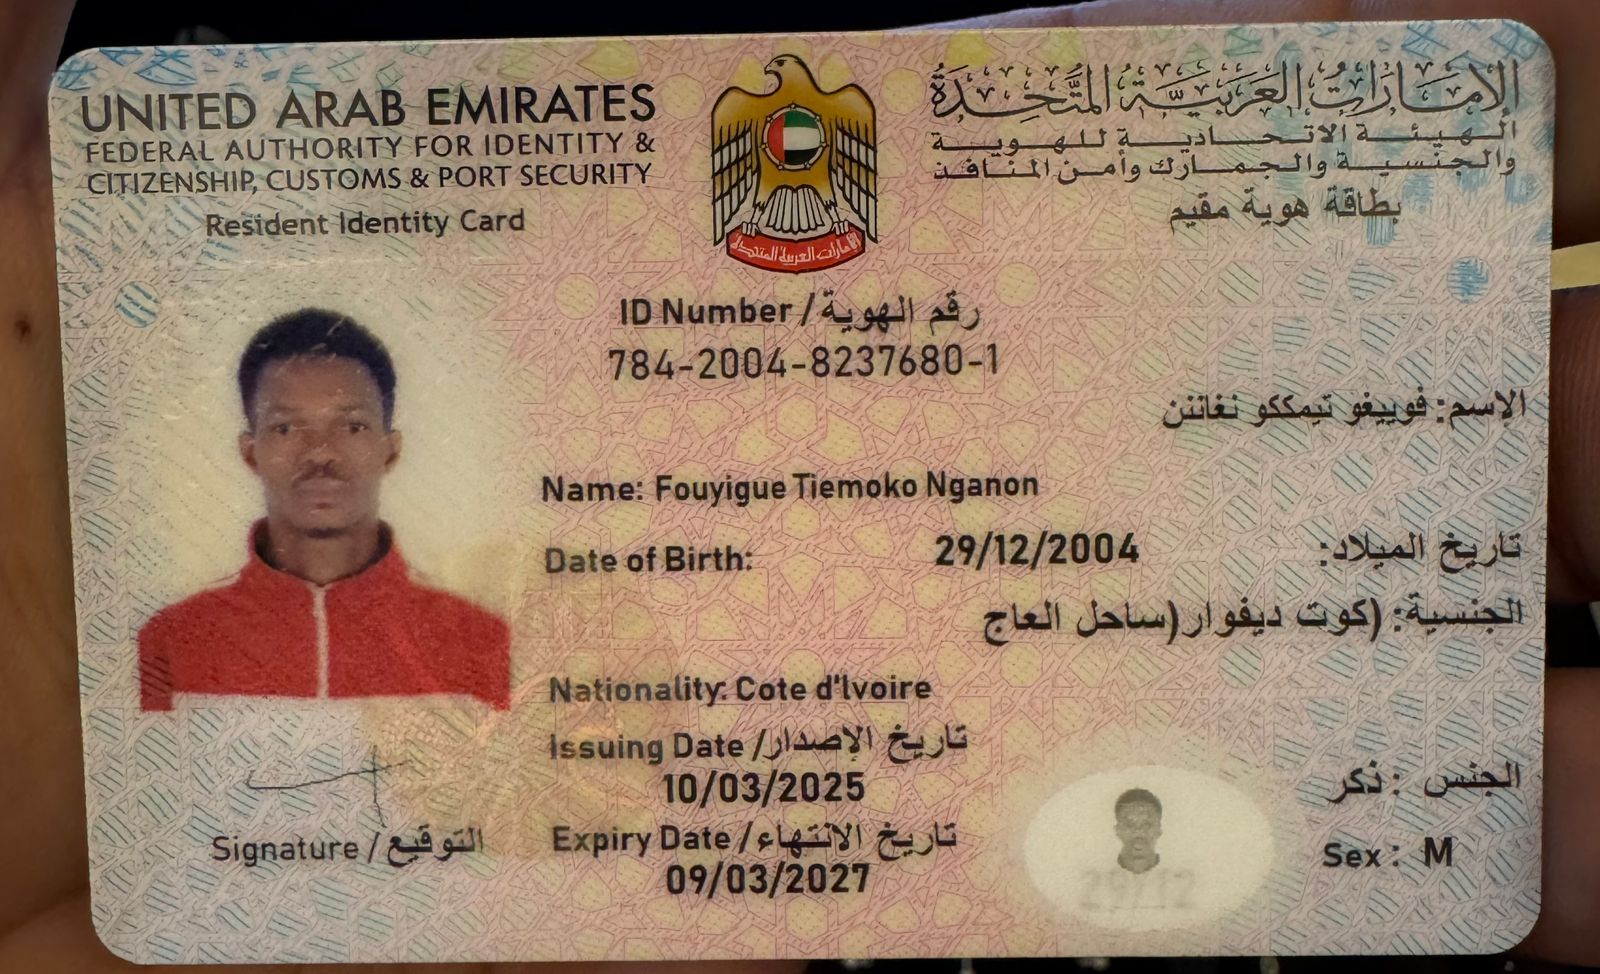 UNITED ARAB EMIRATES
FEDERAL AUTHORITY FOR IDENTITY &
CITIZENSHIP, CUSTOMS & PORT SECURITY
Resident Identity Card
الإمارات العربية المتحدة
الهيئة الاتحادية للهوية
والجنسية والجمارك وأمن المنافذ
بطاقة هوية مقيم
الإمارات العربية المتحدة
ID Number / رقم الهوية
784-2004-8237680-1
الإسم: فوييغو تيمككو نغانن
Name: Fouyigue Tiemoko Nganon
Date of Birth: 29/12/2004 تاريخ الميلاد:
الجنسية: (كوت ديفوار(ساحل العاج
Nationality: Cote d'Ivoire
Issuing Date / تاريخ الإصدار
10/03/2025
Expiry Date / تاريخ الانتهاء
09/03/2027
الجنس : ذكر
Sex : M
Signature / التوقيع